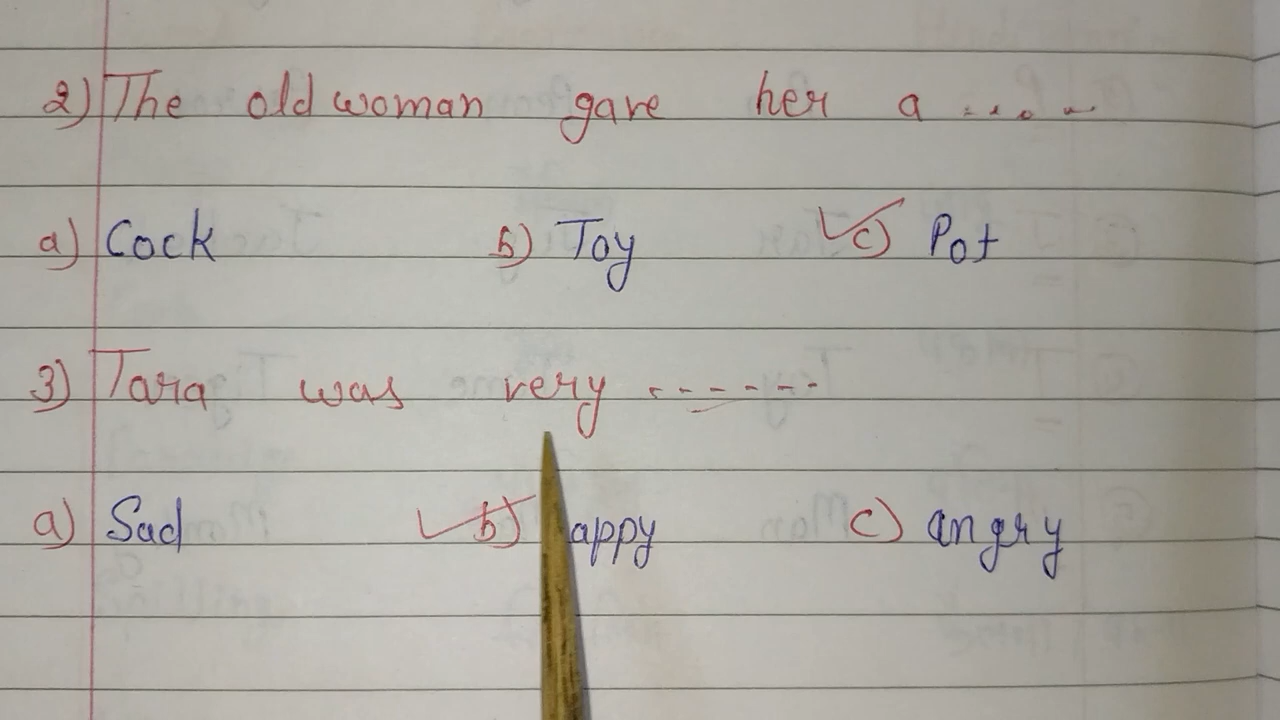 2) The old woman gave her a .....
a) Cock b) Toy c) Pot
3) Tara was very ------
a) Sad b) appy c) angry